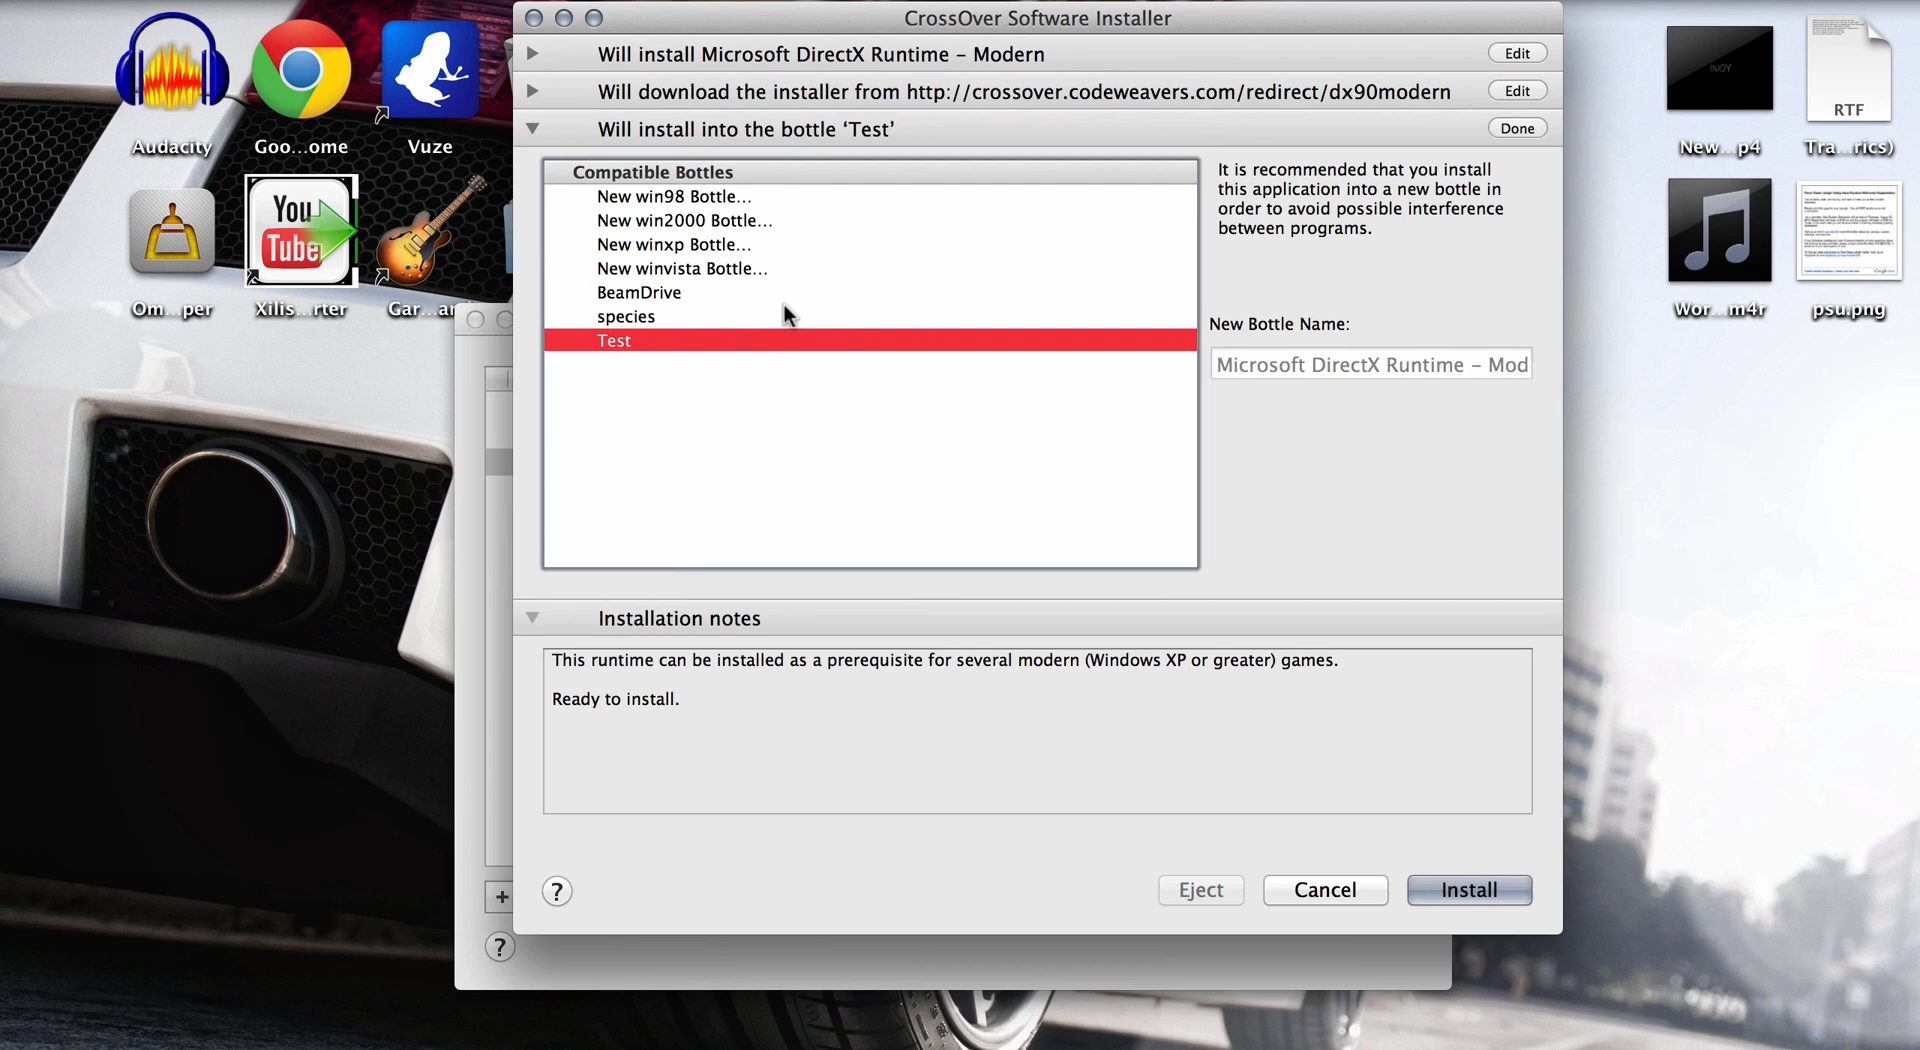 CrossOver Software Installer
Will install Microsoft DirectX Runtime – Modern
Edit
Will download the installer from http://crossover.codeweavers.com/redirect/dx90modern
Edit
Will install into the bottle ‘Test’
Done
Compatible Bottles
New win98 Bottle...
New win2000 Bottle...
New winxp Bottle...
New winvista Bottle...
BeamDrive
species
Test
It is recommended that you install
this application into a new bottle in
order to avoid possible interference
between programs.
New Bottle Name:
Microsoft DirectX Runtime – Mod
Installation notes
This runtime can be installed as a prerequisite for several modern (Windows XP or greater) games.
Ready to install.
?
Eject
Cancel
Install
+
?
Audacity
Goo...ome
Vuze
You
Tube
Om...per
Xilis...rter
Gar...ar
ENJOY
RTF
New...p4
Tra...rics)
Wor...m4r
psu.png